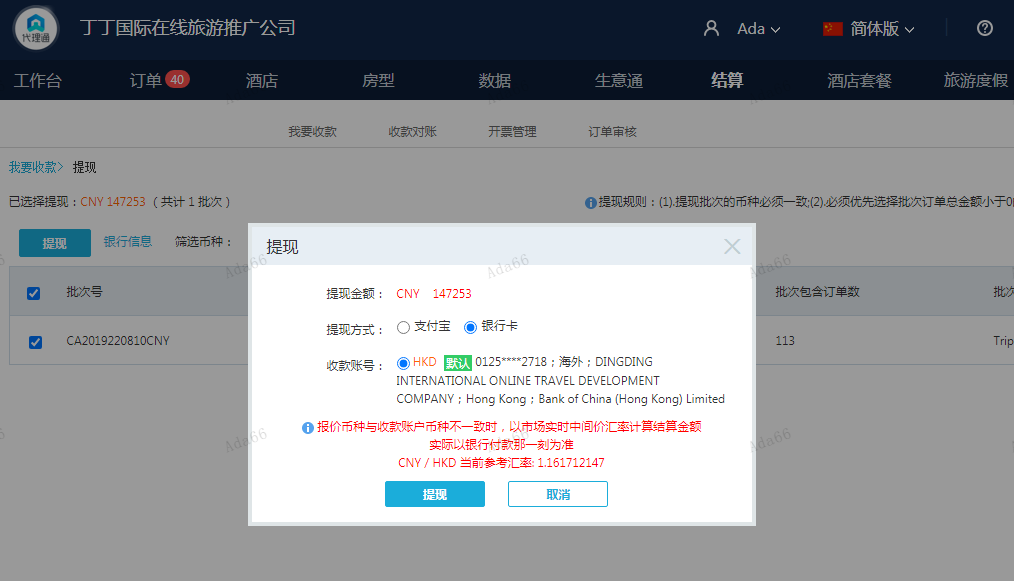 代理通
丁丁国际在线旅游推广公司
Ada
简体版
工作台 订单 40 酒店 房型 数据 生意通 结算 酒店套餐 旅游度假
我要收款 收款对账 开票管理 订单审核
我要收款> 提现
已选择提现：CNY 147253 （ 共计 1 批次 ）
提现规则：(1).提现批次的币种必须一致;(2).必须优先选择批次订单总金额小于0
提现 银行信息 筛选币种：
批次号 批次包含订单数 批次
CA2019220810CNY 113 Trip
提现
提现金额： CNY 147253
提现方式： 支付宝 银行卡
收款账号： HKD 默认 0125****2718；海外；DINGDING
INTERNATIONAL ONLINE TRAVEL DEVELOPMENT
COMPANY；Hong Kong；Bank of China (Hong Kong) Limited
报价币种与收款账户币种不一致时，以市场实时中间价汇率计算结算金额
实际以银行付款那一刻为准
CNY / HKD 当前参考汇率: 1.161712147
提现 取消
Ada66
Ada66
Ada66
Ada66
Ada66